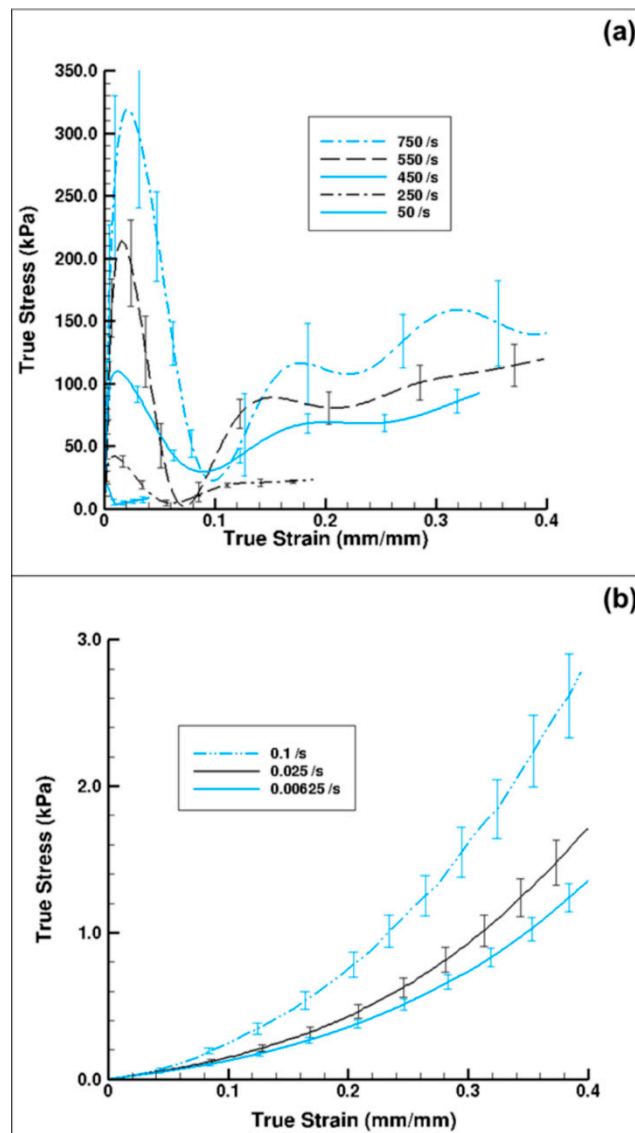 (a)
350.0
300.0
250.0
200.0
150.0
100.0
50.0
0.0
True Stress (kPa)
750 /s
550 /s
450 /s
250 /s
50 /s
0 0.1 0.2 0.3 0.4
True Strain (mm/mm)
(b)
3.0
2.0
1.0
0.0
True Stress (kPa)
0.1 /s
0.025 /s
0.00625 /s
0 0.1 0.2 0.3 0.4
True Strain (mm/mm)